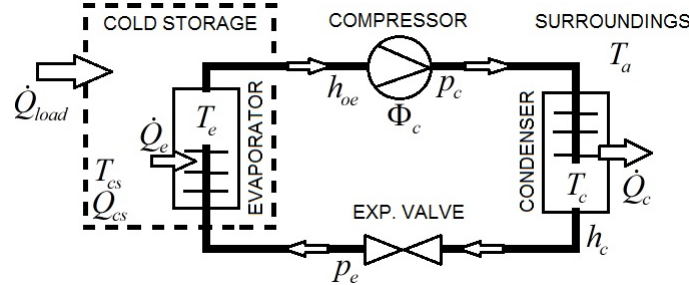 COLD STORAGE
COMPRESSOR
SURROUNDINGS
T_a
Q̇_load
h_oe
p_c
Φ_c
T_e
Q̇_e
EVAPORATOR
T_cs
Q_cs
CONDENSER
T_c
Q̇_c
EXP. VALVE
p_e
h_c